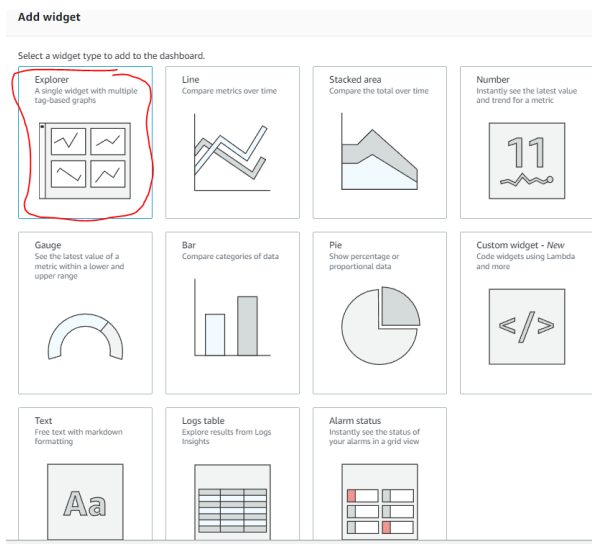 Add widget
Select a widget type to add to the dashboard.
Explorer
A single widget with multiple
tag-based graphs
Line
Compare metrics over time
Stacked area
Compare the total over time
Number
Instantly see the latest value
and trend for a metric
11
Gauge
See the latest value of a
metric within a lower and
upper range
Bar
Compare categories of data
Pie
Show percentage or
proportional data
Custom widget - New
Code widgets using Lambda
and more
</>
Text
Free text with markdown
formatting
Aa
Logs table
Explore results from Logs
Insights
Alarm status
Instantly see the status of
your alarms in a grid view